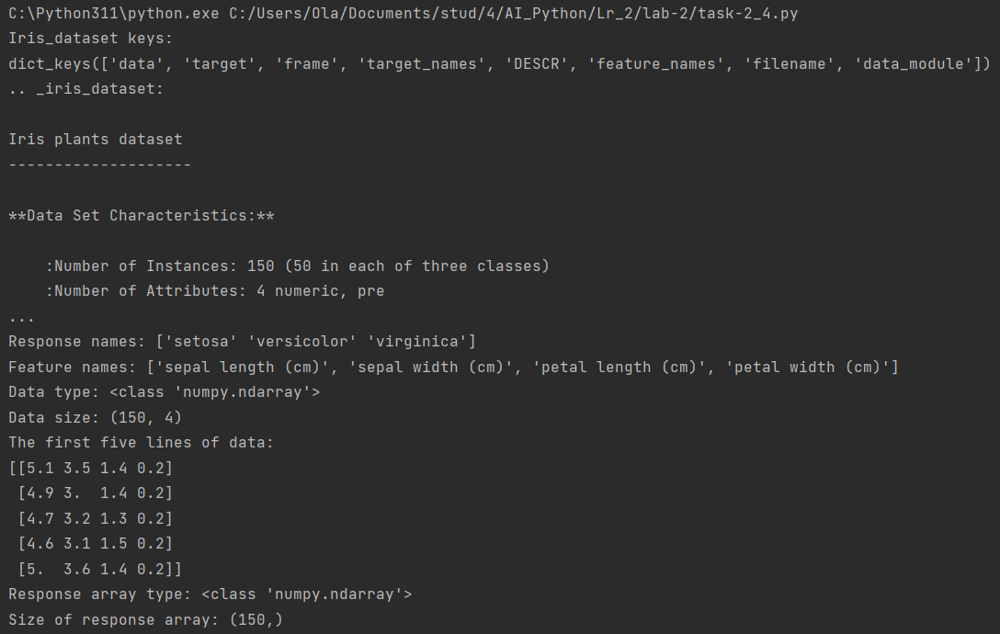 C:\Python311\python.exe C:/Users/Ola/Documents/stud/4/AI_Python/Lr_2/lab-2/task-2_4.py
Iris_dataset keys:
dict_keys(['data', 'target', 'frame', 'target_names', 'DESCR', 'feature_names', 'filename', 'data_module'])
.. _iris_dataset:

Iris plants dataset
--------------------

**Data Set Characteristics:**

    :Number of Instances: 150 (50 in each of three classes)
    :Number of Attributes: 4 numeric, pre
...
Response names: ['setosa' 'versicolor' 'virginica']
Feature names: ['sepal length (cm)', 'sepal width (cm)', 'petal length (cm)', 'petal width (cm)']
Data type: <class 'numpy.ndarray'>
Data size: (150, 4)
The first five lines of data:
[[5.1 3.5 1.4 0.2]
 [4.9 3.  1.4 0.2]
 [4.7 3.2 1.3 0.2]
 [4.6 3.1 1.5 0.2]
 [5.  3.6 1.4 0.2]]
Response array type: <class 'numpy.ndarray'>
Size of response array: (150,)